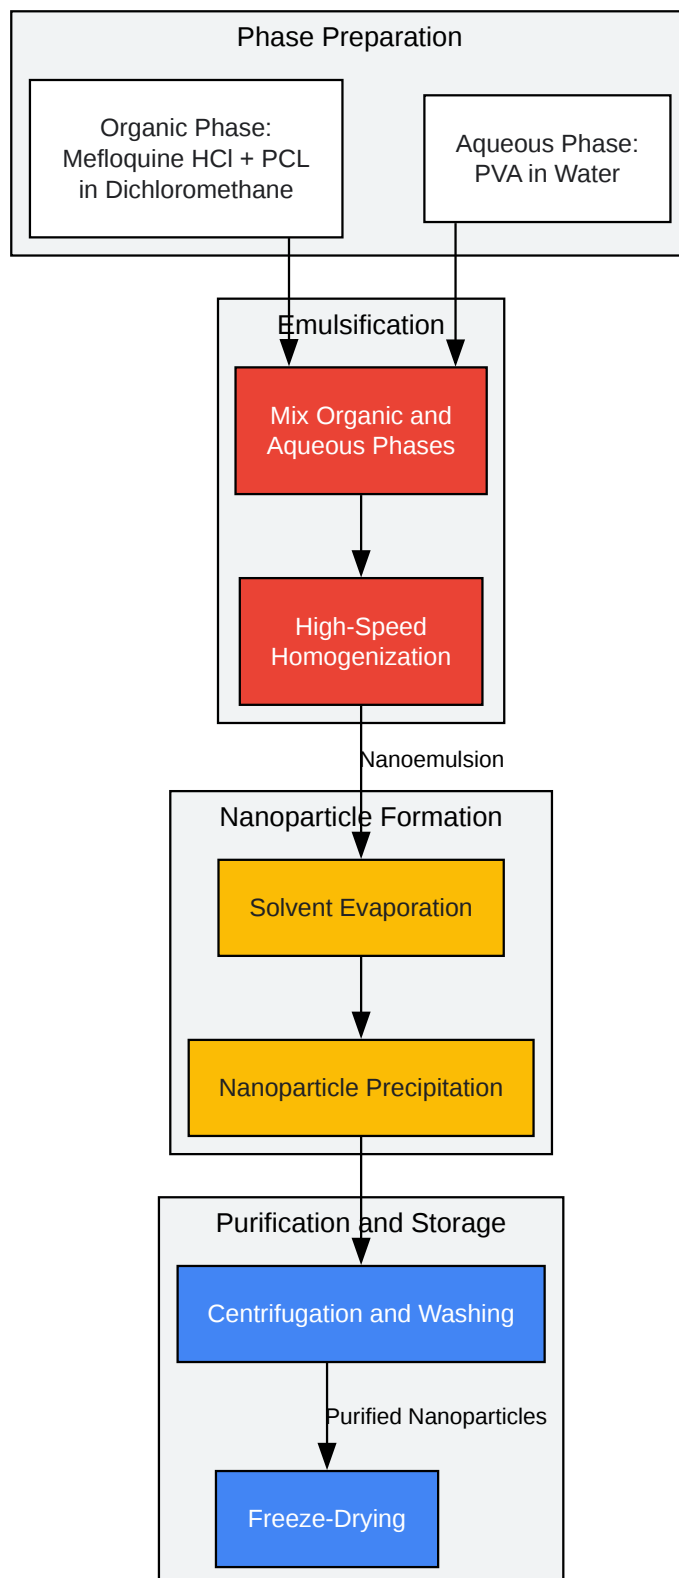 Phase Preparation
Organic Phase:
Mefloquine HCl + PCL
in Dichloromethane
Aqueous Phase:
PVA in Water
Emulsification
Mix Organic and
Aqueous Phases
High-Speed
Homogenization
Nanoemulsion
Nanoparticle Formation
Solvent Evaporation
Nanoparticle Precipitation
Purification and Storage
Centrifugation and Washing
Purified Nanoparticles
Freeze-Drying